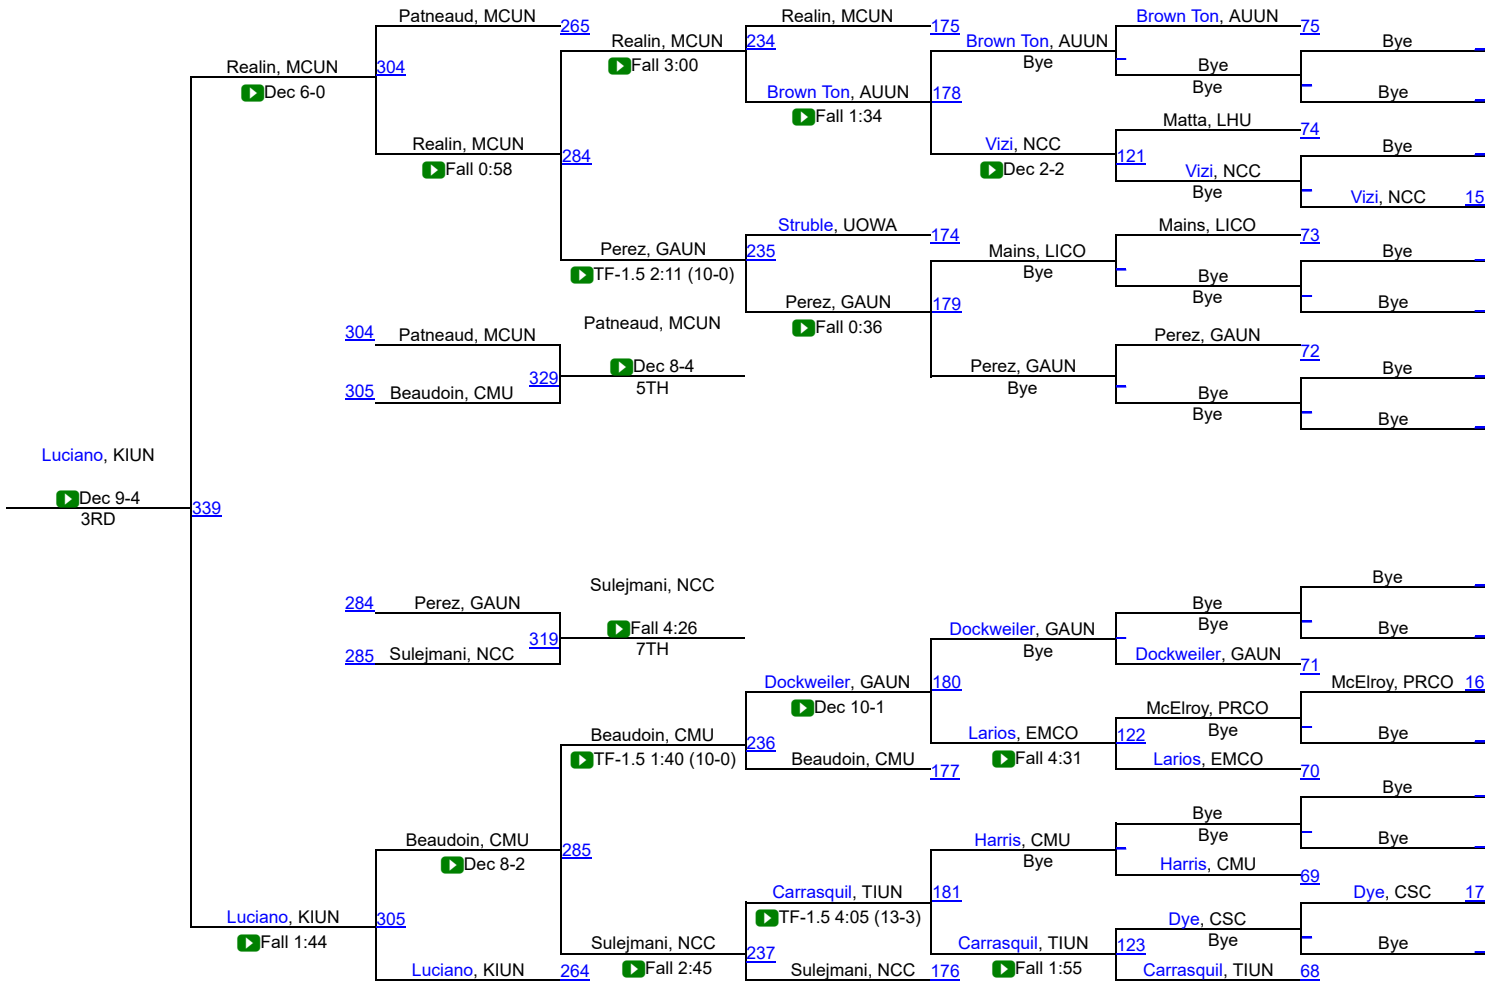 Patneaud, MCUN
265
Realin, MCUN
175
Brown Ton, AUUN
75
Realin, MCUN
234
Brown Ton, AUUN
Bye
Bye
Realin, MCUN
304
Fall 3:00
Bye
Dec 6-0
Brown Ton, AUUN
178
Bye
Bye
Fall 1:34
Matta, LHU
74
Realin, MCUN
284
Vizi, NCC
121
Bye
Fall 0:58
Dec 2-2
Vizi, NCC
Bye
Vizi, NCC
15
Struble, UOWA
174
Mains, LICO
73
Perez, GAUN
235
Mains, LICO
Bye
TF-1.5 2:11 (10-0)
Bye
Bye
Perez, GAUN
179
Bye
Bye
Patneaud, MCUN
Fall 0:36
304
Patneaud, MCUN
Perez, GAUN
72
Dec 8-4
Perez, GAUN
Bye
329
5TH
Bye
305
Beaudoin, CMU
Bye
Bye
Bye
Luciano, KIUN
Dec 9-4
3RD
339
Sulejmani, NCC
Bye
284
Perez, GAUN
Bye
Fall 4:26
Dockweiler, GAUN
Bye
Bye
319
7TH
Bye
285
Sulejmani, NCC
Dockweiler, GAUN
71
Dockweiler, GAUN
180
McElroy, PRCO
16
Dec 10-1
McElroy, PRCO
Beaudoin, CMU
236
Larios, EMCO
122
Bye
Bye
TF-1.5 1:40 (10-0)
Beaudoin, CMU
177
Fall 4:31
Larios, EMCO
70
Bye
Bye
Beaudoin, CMU
285
Harris, CMU
Bye
Bye
Dec 8-2
Bye
Harris, CMU
69
Carrasquil, TIUN
181
Dye, CSC
17
Luciano, KIUN
305
TF-1.5 4:05 (13-3)
Dye, CSC
Fall 1:44
Sulejmani, NCC
237
Carrasquil, TIUN
123
Bye
Bye
Luciano, KIUN
264
Fall 2:45
Sulejmani, NCC
176
Fall 1:55
Carrasquil, TIUN
68